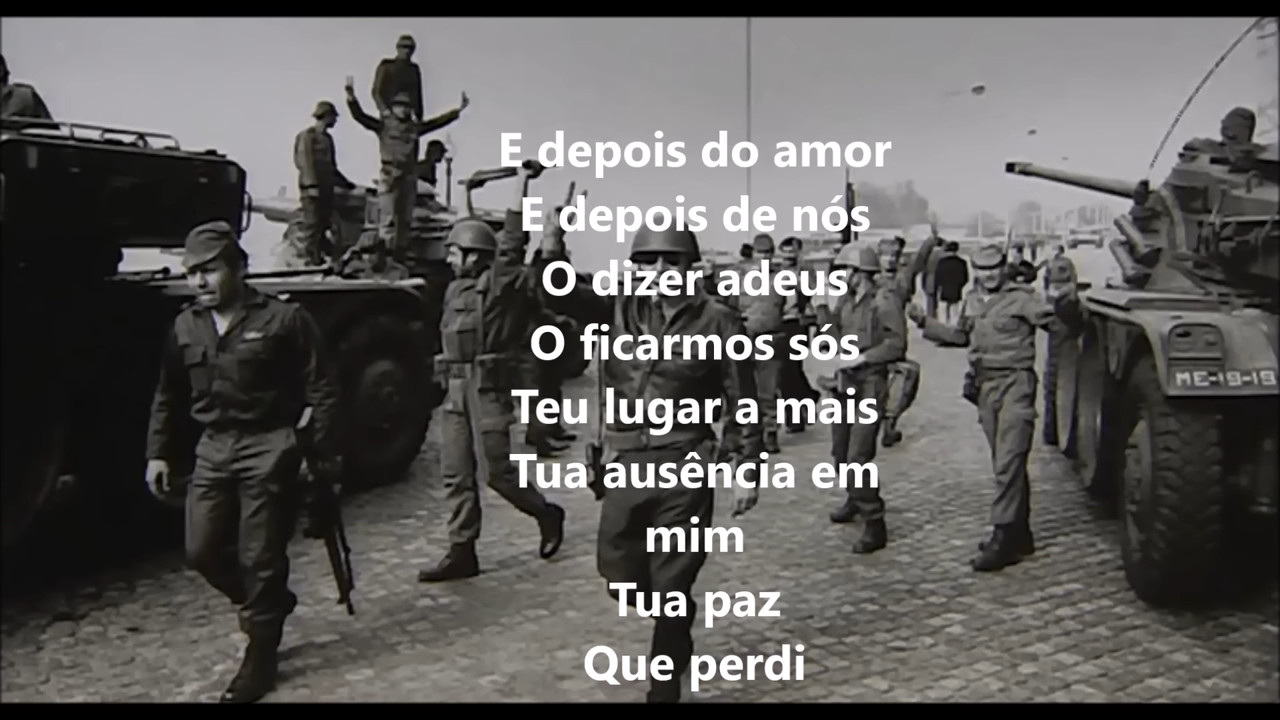 E depois do amor
E depois de nós
O dizer adeus
O ficarmos sós
Teu lugar a mais
Tua ausência em
mim
Tua paz
Que perdi
ME-19-19